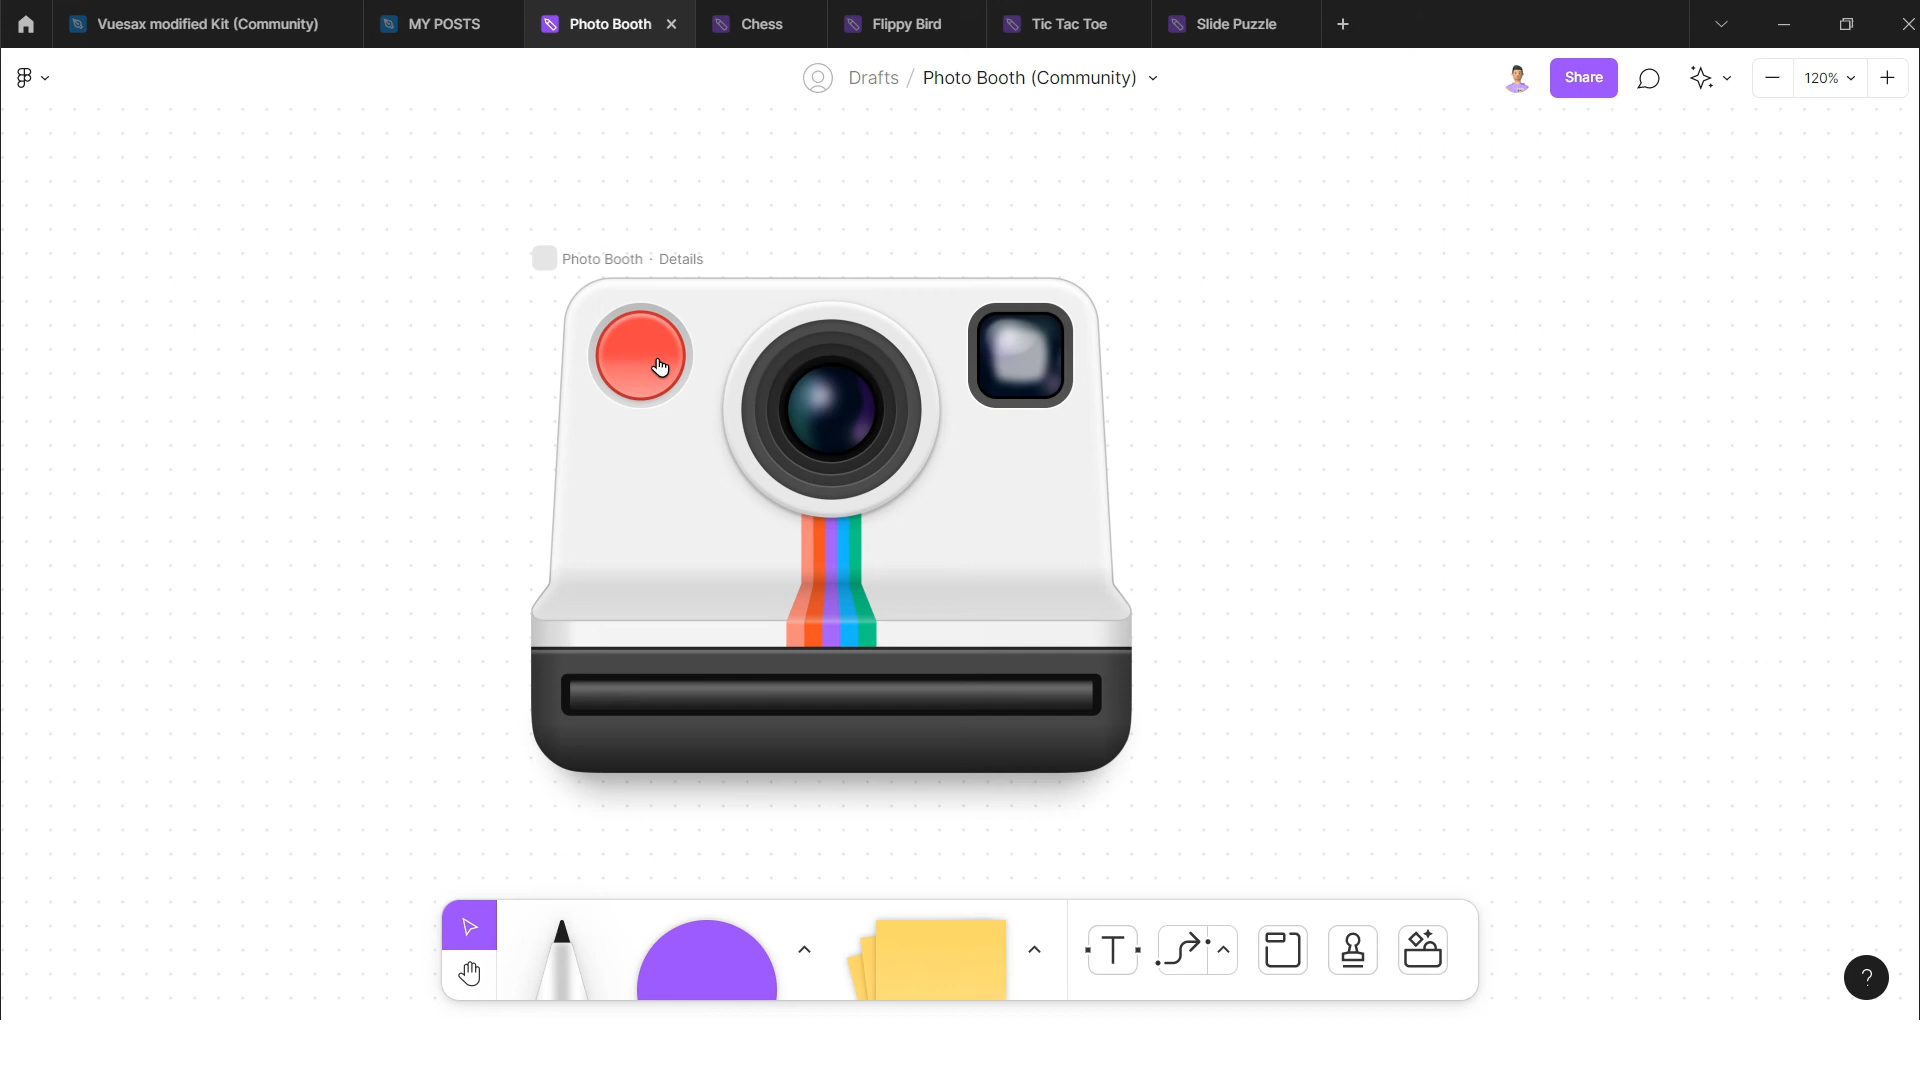 Vuesax modified Kit (Community) MY POSTS Photo Booth Chess Flippy Bird Tic Tac Toe Slide Puzzle
Drafts / Photo Booth (Community) Share 120%
Photo Booth · Details
T
?